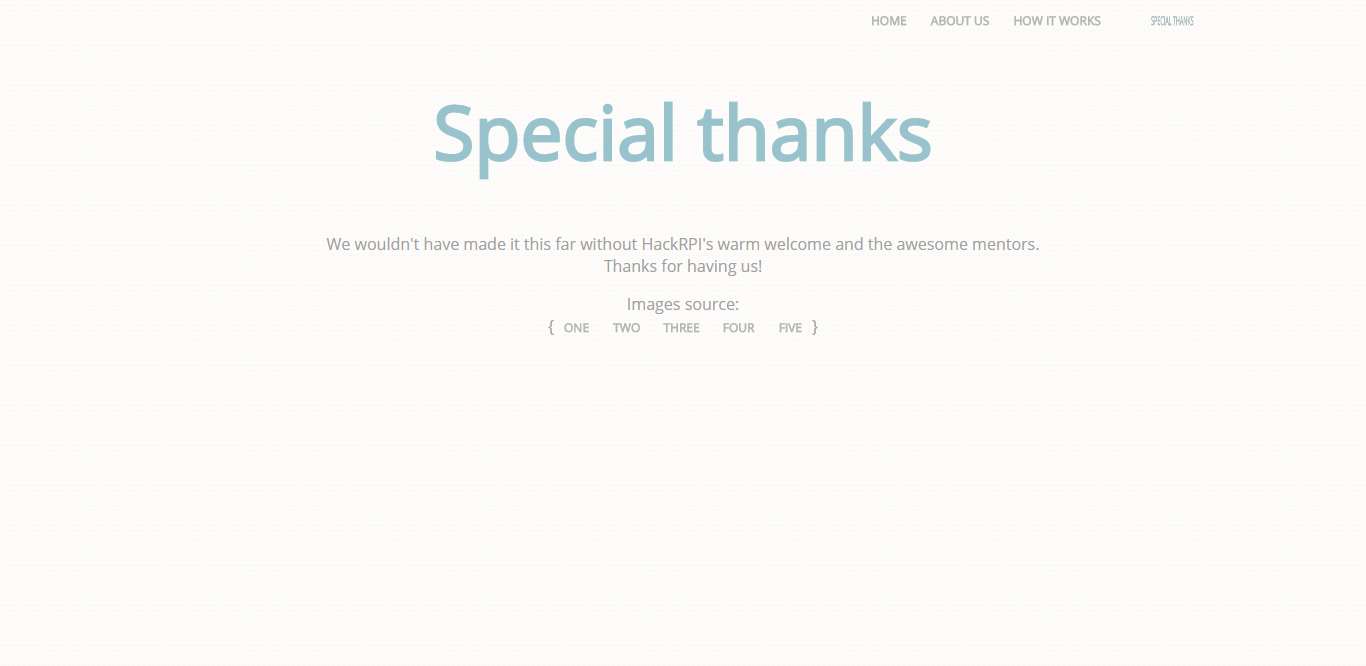 HOME ABOUT US HOW IT WORKS SPECIAL THANKS
Special thanks
We wouldn't have made it this far without HackRPI's warm welcome and the awesome mentors.
Thanks for having us!
Images source:
{ ONE TWO THREE FOUR FIVE }